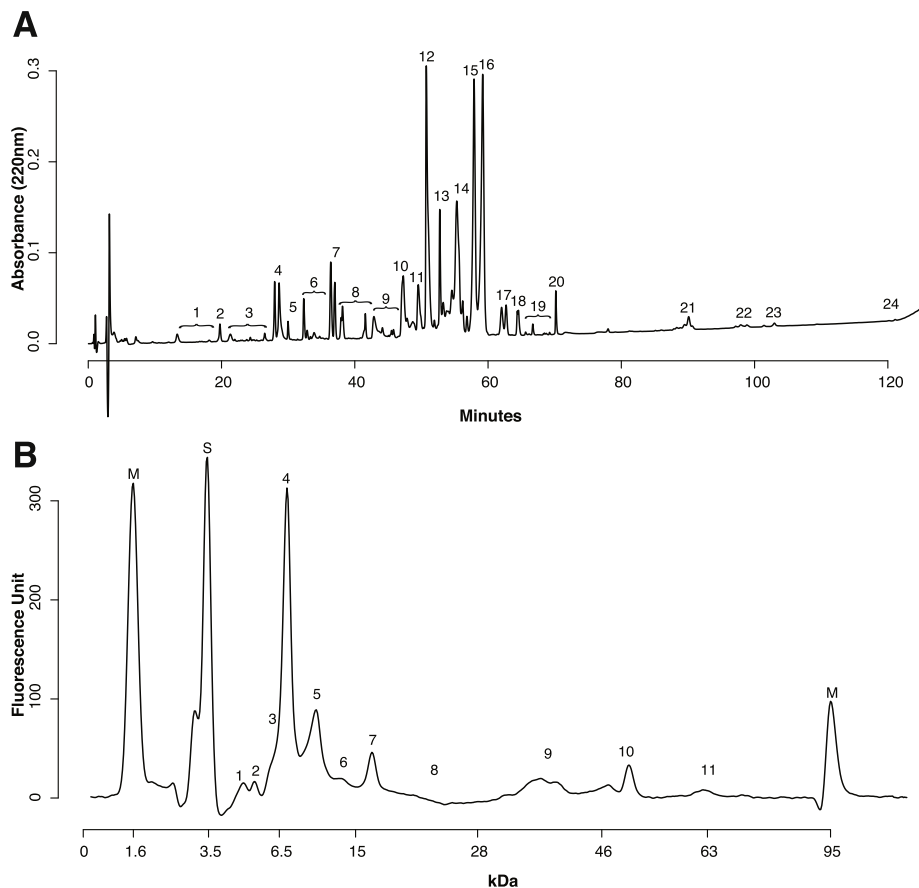 A
Absorbance (220nm)
0.3
0.2
0.1
0.0
1 2 3 4 5 6 7 8 9 10 11 12 13 14 15 16 17 18 19 20 21 22 23 24
0 20 40 60 80 100 120
Minutes
B
Fluorescence Unit
300
200
100
0
M S 1 2 3 4 5 6 7 8 9 10 11 M
0 1.6 3.5 6.5 15 28 46 63 95
kDa